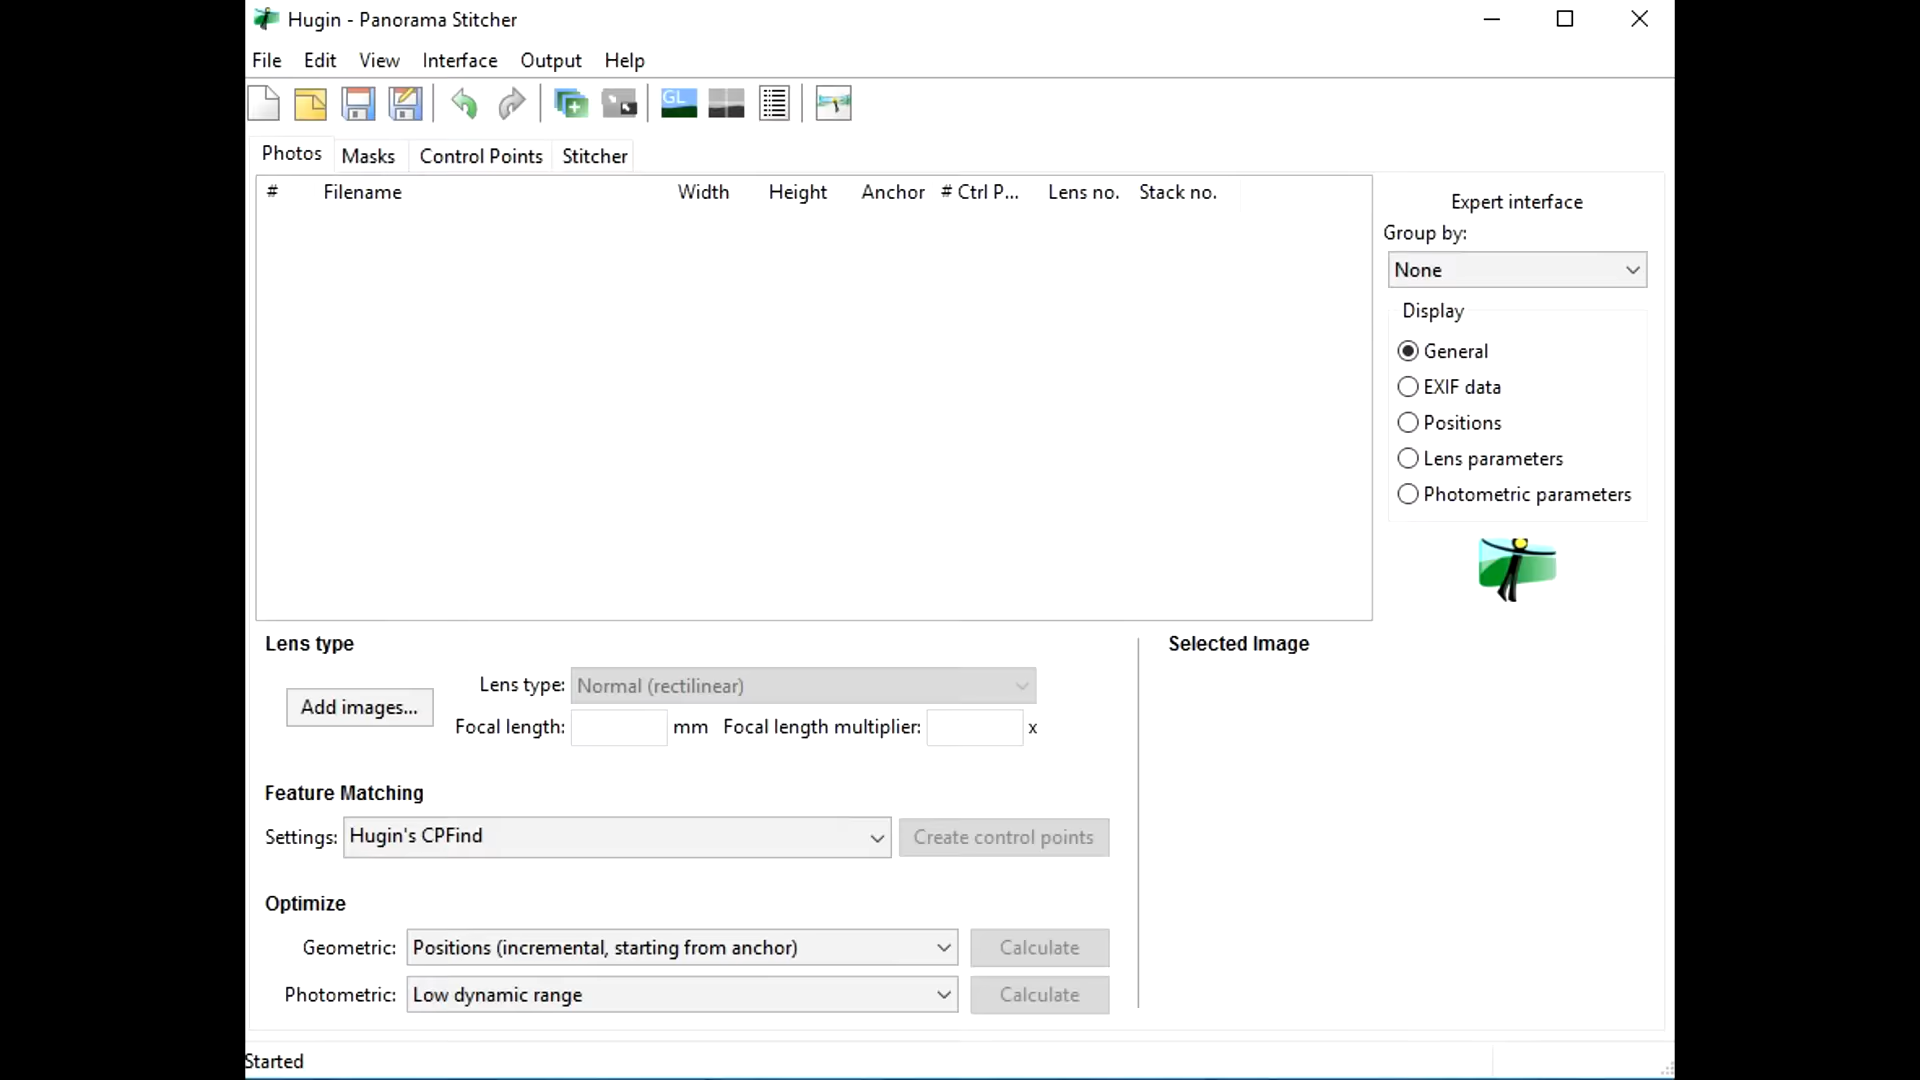 Hugin - Panorama Stitcher
File Edit View Interface Output Help
GL
Photos Masks Control Points Stitcher
# Filename Width Height Anchor # Ctrl P... Lens no. Stack no.
Expert interface
Group by:
None
Display
General
EXIF data
Positions
Lens parameters
Photometric parameters
Lens type
Selected Image
Add images...
Lens type: Normal (rectilinear)
Focal length: mm Focal length multiplier: x
Feature Matching
Settings: Hugin's CPFind Create control points
Optimize
Geometric: Positions (incremental, starting from anchor) Calculate
Photometric: Low dynamic range Calculate
Started